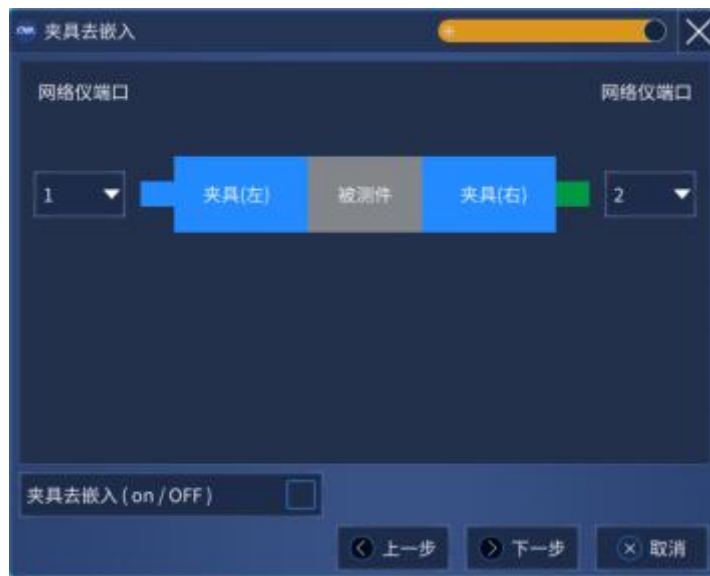 夹具去嵌入
网络仪端口 网络仪端口
1 夹具(左) 被测件 夹具(右) 2
夹具去嵌入 ( on / OFF )
上一步 下一步 取消